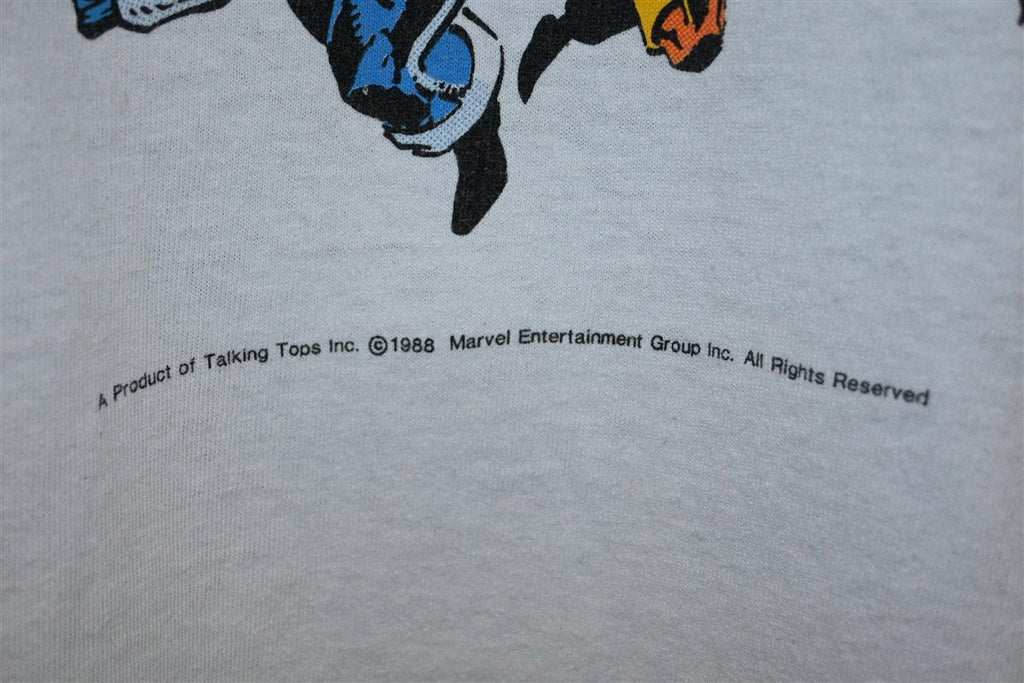 A Product of Talking Tops Inc. ©1988 Marvel Entertainment Group Inc. All Rights Reserved